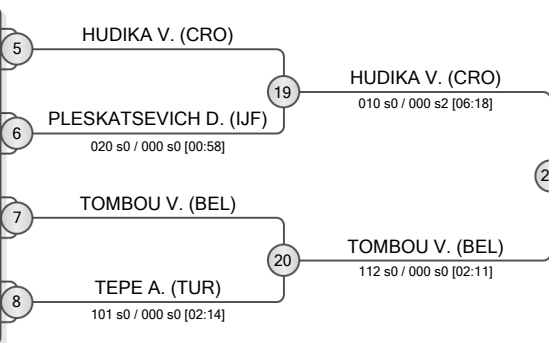 5
HUDIKA V. (CRO)
19
HUDIKA V. (CRO)
010 s0 / 000 s2 [06:18]
6
PLESKATSEVICH D. (IJF)
020 s0 / 000 s0 [00:58]
2
7
TOMBOU V. (BEL)
20
TOMBOU V. (BEL)
112 s0 / 000 s0 [02:11]
8
TEPE A. (TUR)
101 s0 / 000 s0 [02:14]